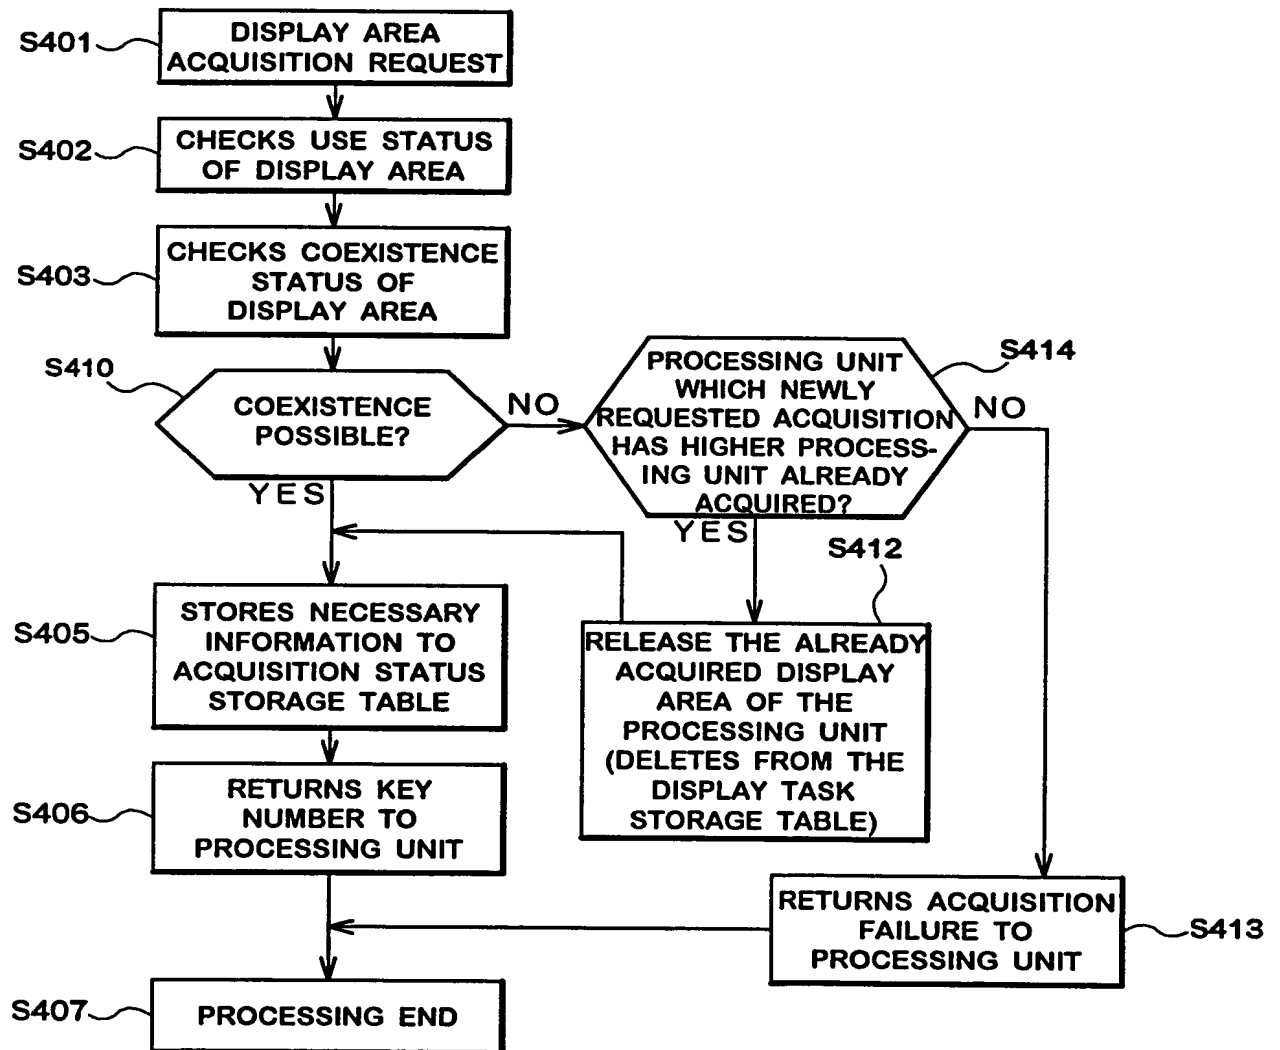 S401
DISPLAY AREA
ACQUISITION REQUEST
S402
CHECKS USE STATUS
OF DISPLAY AREA
S403
CHECKS COEXISTENCE
STATUS OF
DISPLAY AREA
S410
COEXISTENCE
POSSIBLE?
NO
YES
S414
PROCESSING UNIT
WHICH NEWLY
REQUESTED ACQUISITION
HAS HIGHER PROCESS-
ING UNIT ALREADY
ACQUIRED?
NO
YES
S412
RELEASE THE ALREADY
ACQUIRED DISPLAY
AREA OF THE
PROCESSING UNIT
(DELETES FROM THE
DISPLAY TASK
STORAGE TABLE)
S405
STORES NECESSARY
INFORMATION TO
ACQUISITION STATUS
STORAGE TABLE
S406
RETURNS KEY
NUMBER TO
PROCESSING UNIT
RETURNS ACQUISITION
FAILURE TO
PROCESSING UNIT
S413
S407
PROCESSING END